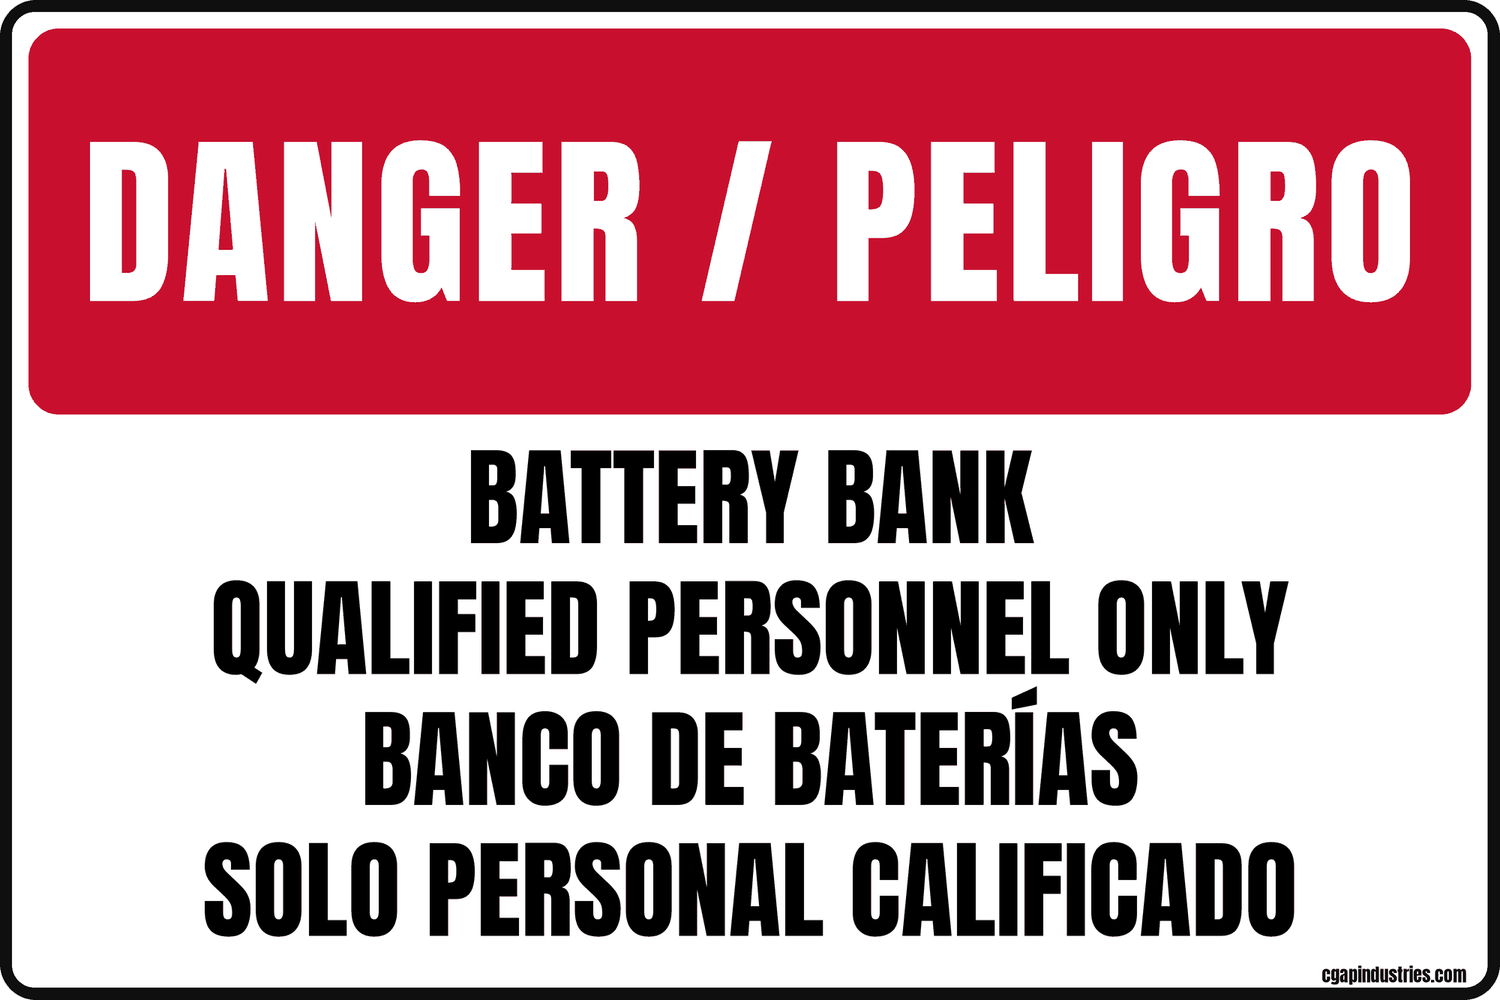 DANGER / PELIGRO
BATTERY BANK
QUALIFIED PERSONNEL ONLY
BANCO DE BATERÍAS
SOLO PERSONAL CALIFICADO
cgapindustries.com